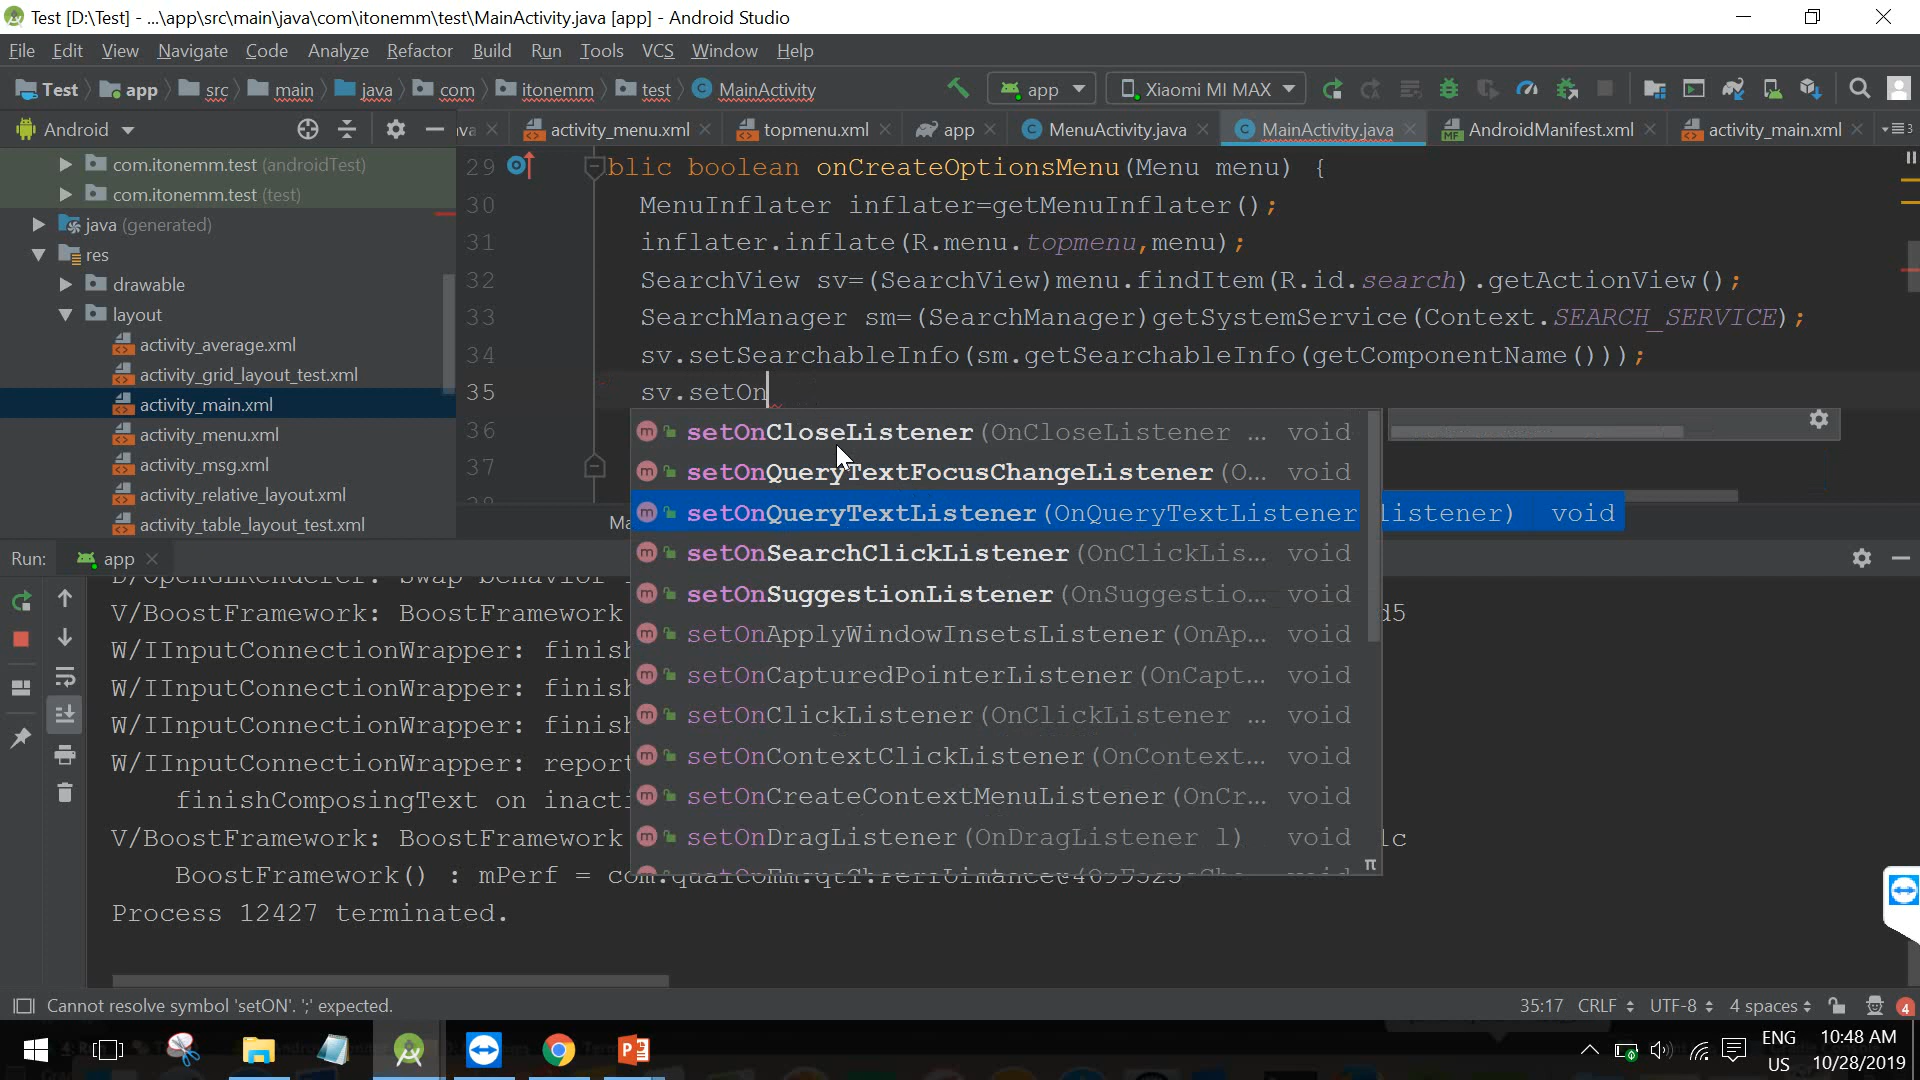 Test [D:\Test] - ...\app\src\main\java\com\itonemm\test\MainActivity.java [app] - Android Studio
File Edit View Navigate Code Analyze Refactor Build Run Tools VCS Window Help
Test app src main java com itonemm test MainActivity app Xiaomi MI MAX
Android
activity_menu.xml topmenu.xml app MenuActivity.java MainActivity.java AndroidManifest.xml activity_main.xml
com.itonemm.test (androidTest)
com.itonemm.test (test)
java (generated)
res
drawable
layout
activity_average.xml
activity_grid_layout_test.xml
activity_main.xml
activity_menu.xml
activity_msg.xml
activity_relative_layout.xml
activity_table_layout_test.xml
29 blic boolean onCreateOptionsMenu(Menu menu) {
30 MenuInflater inflater=getMenuInflater();
31 inflater.inflate(R.menu.topmenu,menu);
32 SearchView sv=(SearchView)menu.findItem(R.id.search).getActionView();
33 SearchManager sm=(SearchManager)getSystemService(Context.SEARCH_SERVICE);
34 sv.setSearchableInfo(sm.getSearchableInfo(getComponentName()));
35 sv.setOn
36
37
setOnCloseListener(OnCloseListener ... void
setOnQueryTextFocusChangeListener(O... void
setOnQueryTextListener(OnQueryTextListener listener) void
setOnSearchClickListener(OnClickLis... void
setOnSuggestionListener(OnSuggestio... void
setOnApplyWindowInsetsListener(OnAp... void
setOnCapturedPointerListener(OnCapt... void
setOnClickListener(OnClickListener ... void
setOnContextClickListener(OnContext... void
setOnCreateContextMenuListener(OnCr... void
setOnDragListener(OnDragListener l) void
π
Run: app
V/BoostFramework: BoostFramework
W/IInputConnectionWrapper: finish
W/IInputConnectionWrapper: finish
W/IInputConnectionWrapper: finish
W/IInputConnectionWrapper: report
finishComposingText on inacti
V/BoostFramework: BoostFramework
BoostFramework() : mPerf =
Process 12427 terminated.
Cannot resolve symbol 'setON'. ';' expected.
35:17 CRLF UTF-8 4 spaces 4
ENG
US
10:48 AM
10/28/2019